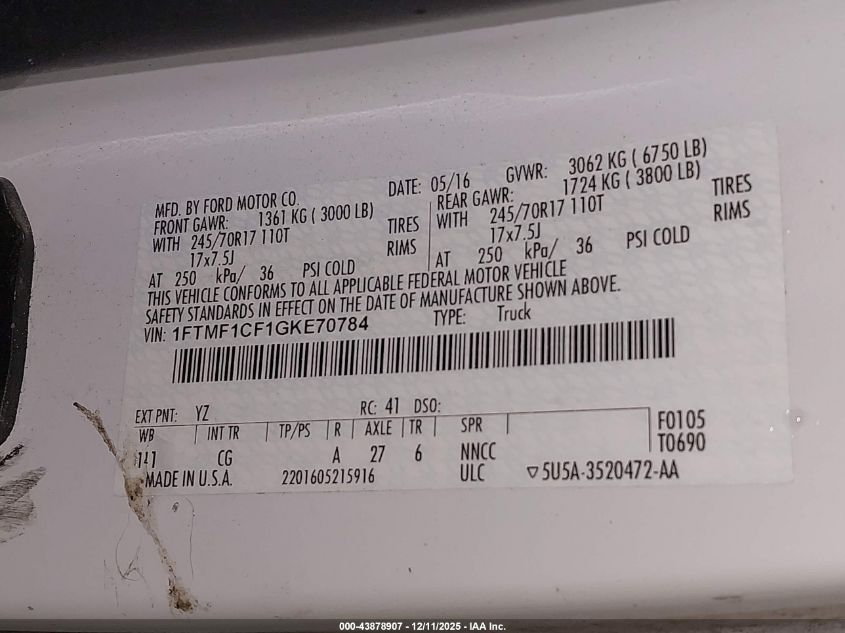 MFD. BY FORD MOTOR CO. DATE: 05/16 GVWR: 3062 KG ( 6750 LB)
FRONT GAWR: 1361 KG ( 3000 LB) REAR GAWR: 1724 KG ( 3800 LB)
WITH 245/70R17 110T TIRES WITH 245/70R17 110T TIRES
17x7.5J RIMS 17x7.5J RIMS
AT 250 kPa/ 36 PSI COLD AT 250 kPa/ 36 PSI COLD
THIS VEHICLE CONFORMS TO ALL APPLICABLE FEDERAL MOTOR VEHICLE
SAFETY STANDARDS IN EFFECT ON THE DATE OF MANUFACTURE SHOWN ABOVE.
VIN: 1FTMF1CF1GKE70784 TYPE: Truck
EXT PNT: YZ RC: 41 DSO:
WB INT TR TP/PS R AXLE TR SPR F0105
T0690
141 CG A 27 6 NNCC
MADE IN U.S.A. 2201605215916 ULC ▽5U5A-3520472-AA
000-43878907 - 12/11/2025 - IAA Inc.